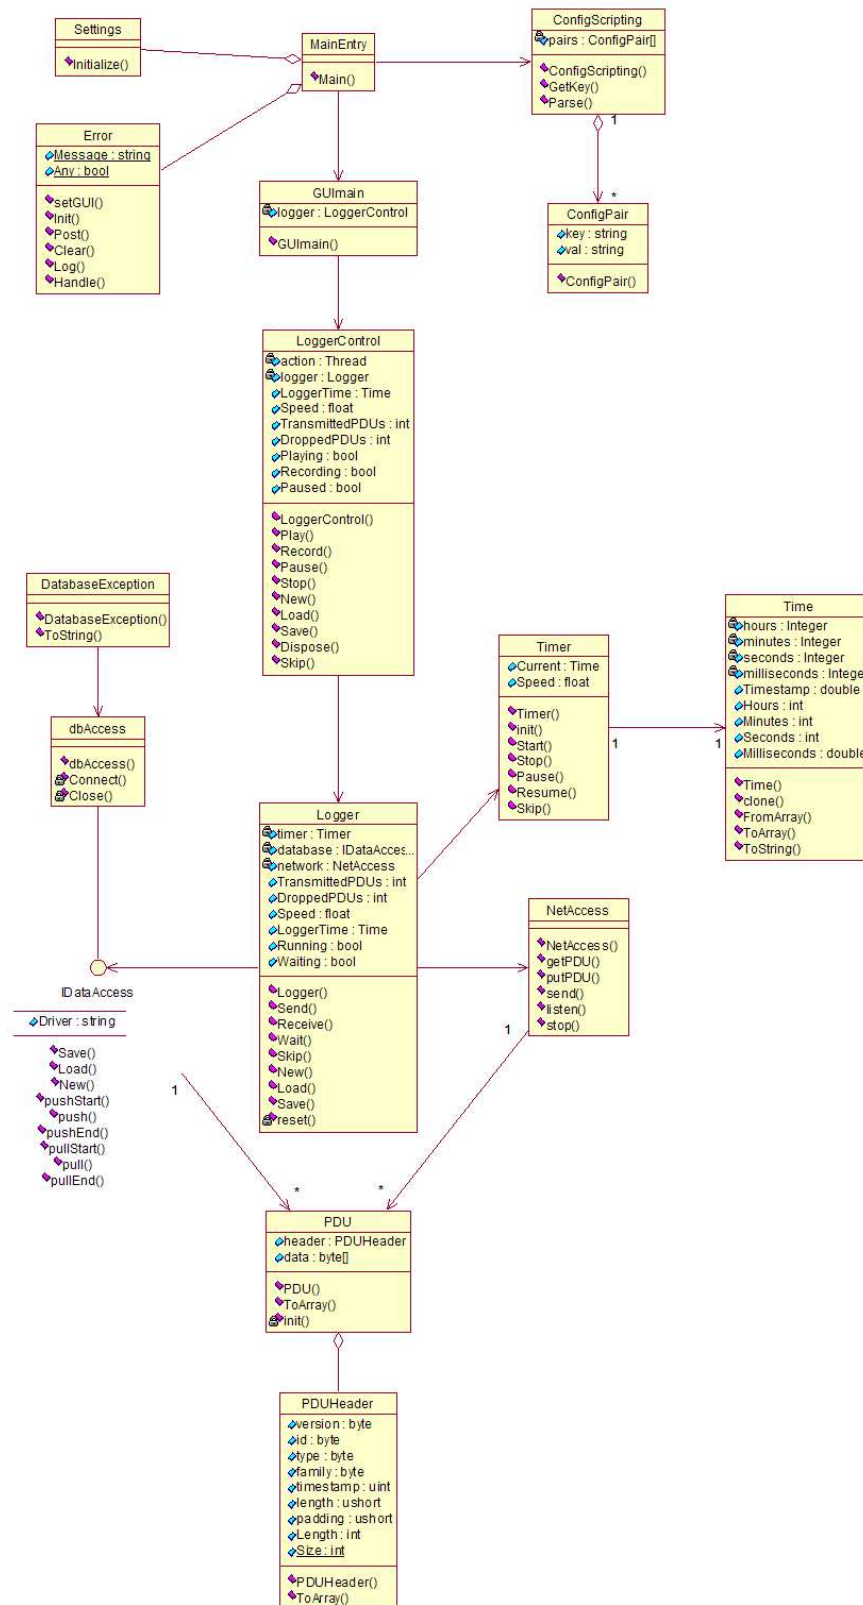 Settings
Initialize()
MainEntry
Main()
ConfigScripting
pairs : ConfigPair[]
ConfigScripting()
GetKey()
Parse()
1
*
Error
Message : string
Any : bool
setGUI()
Init()
Post()
Clear()
Log()
Handle()
GUImain
logger : LoggerControl
GUImain()
ConfigPair
key : string
val : string
ConfigPair()
LoggerControl
action : Thread
logger : Logger
LoggerTime : Time
Speed : float
TransmittedPDUs : int
DroppedPDUs : int
Playing : bool
Recording : bool
Paused : bool
LoggerControl()
Play()
Record()
Pause()
Stop()
New()
Load()
Save()
Dispose()
Skip()
DatabaseException
DatabaseException()
ToString()
dbAccess
dbAccess()
Connect()
Close()
Timer
Current : Time
Speed : float
Timer()
init()
Start()
Stop()
Pause()
Resume()
Skip()
1
1
Time
hours : Integer
minutes : Integer
seconds : Integer
milliseconds : Intege
Timestamp : double
Hours : int
Minutes : int
Seconds : int
Milliseconds : double
Time()
clone()
FromArray()
ToArray()
ToString()
Logger
timer : Timer
database : IDataAcces...
network : NetAccess
TransmittedPDUs : int
DroppedPDUs : int
Speed : float
LoggerTime : Time
Running : bool
Waiting : bool
Logger()
Send()
Receive()
Wait()
Skip()
New()
Load()
Save()
reset()
NetAccess
NetAccess()
getPDU()
putPDU()
send()
listen()
stop()
1
*
IDataAccess
Driver : string
Save()
Load()
New()
pushStart()
push()
pushEnd()
pullStart()
pull()
pullEnd()
1
*
PDU
header : PDUHeader
data : byte[]
PDU()
ToArray()
init()
PDUHeader
version : byte
id : byte
type : byte
family : byte
timestamp : uint
length : ushort
padding : ushort
Length : int
Size : int
PDUHeader()
ToArray()